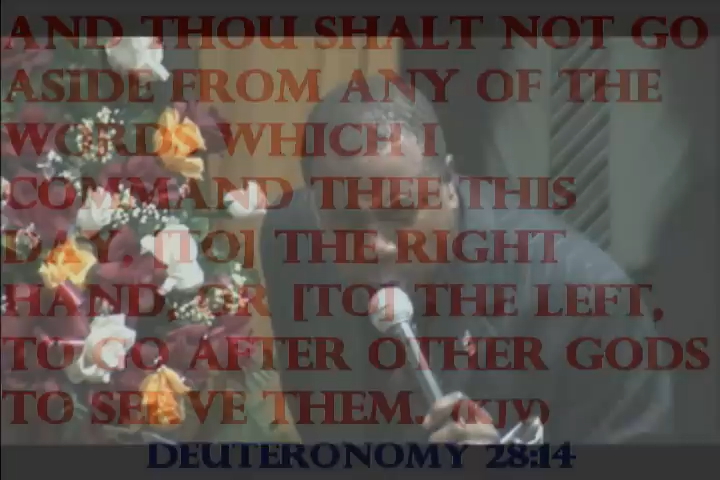 AND THOU SHALT NOT GO
ASIDE FROM ANY OF THE
WORDS WHICH I
COMMAND THEE THIS
DAY, [TO] THE RIGHT
HAND, OR [TO] THE LEFT,
TO GO AFTER OTHER GODS
TO SERVE THEM. (KJV)
DEUTERONOMY 28:14